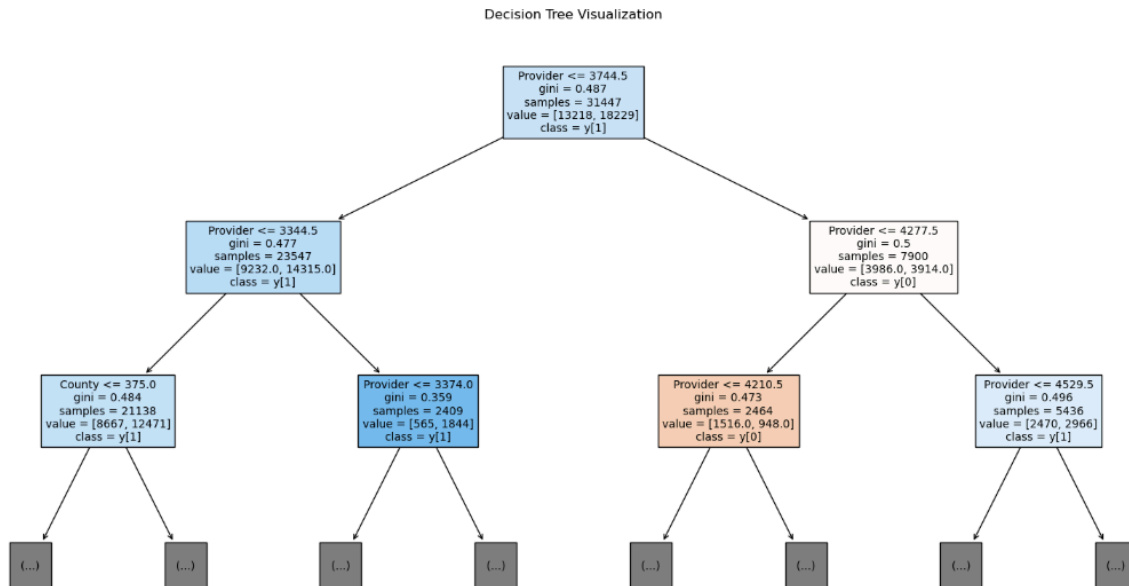 Decision Tree Visualization
Provider <= 3744.5
gini = 0.487
samples = 31447
value = [13218, 18229]
class = y[1]
Provider <= 3344.5
gini = 0.477
samples = 23547
value = [9232.0, 14315.0]
class = y[1]
Provider <= 4277.5
gini = 0.5
samples = 7900
value = [3986.0, 3914.0]
class = y[0]
County <= 375.0
gini = 0.484
samples = 21138
value = [8667, 12471]
class = y[1]
Provider <= 3374.0
gini = 0.359
samples = 2409
value = [565, 1844]
class = y[1]
Provider <= 4210.5
gini = 0.473
samples = 2464
value = [1516.0, 948.0]
class = y[0]
Provider <= 4529.5
gini = 0.496
samples = 5436
value = [2470, 2966]
class = y[1]
(...)
(...)
(...)
(...)
(...)
(...)
(...)
(...)